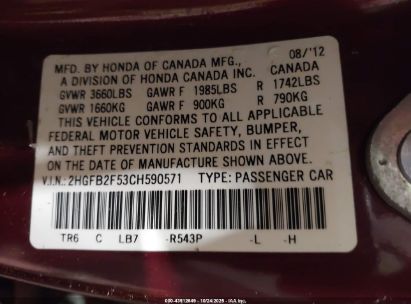 MFD. BY HONDA OF CANADA MFG., 08/'12
A DIVISION OF HONDA CANADA INC. CANADA
GVWR 3660LBS GAWR F 1985LBS R 1742LBS
GVWR 1660KG GAWR F 900KG R 790KG
THIS VEHICLE CONFORMS TO ALL APPLICABLE
FEDERAL MOTOR VEHICLE SAFETY, BUMPER,
AND THEFT PREVENTION STANDARDS IN EFFECT
ON THE DATE OF MANUFACTURE SHOWN ABOVE.
V.I.N.: 2HGFB2F53CH590571 TYPE: PASSENGER CAR
TR6 C LB7 -R543P -L -H